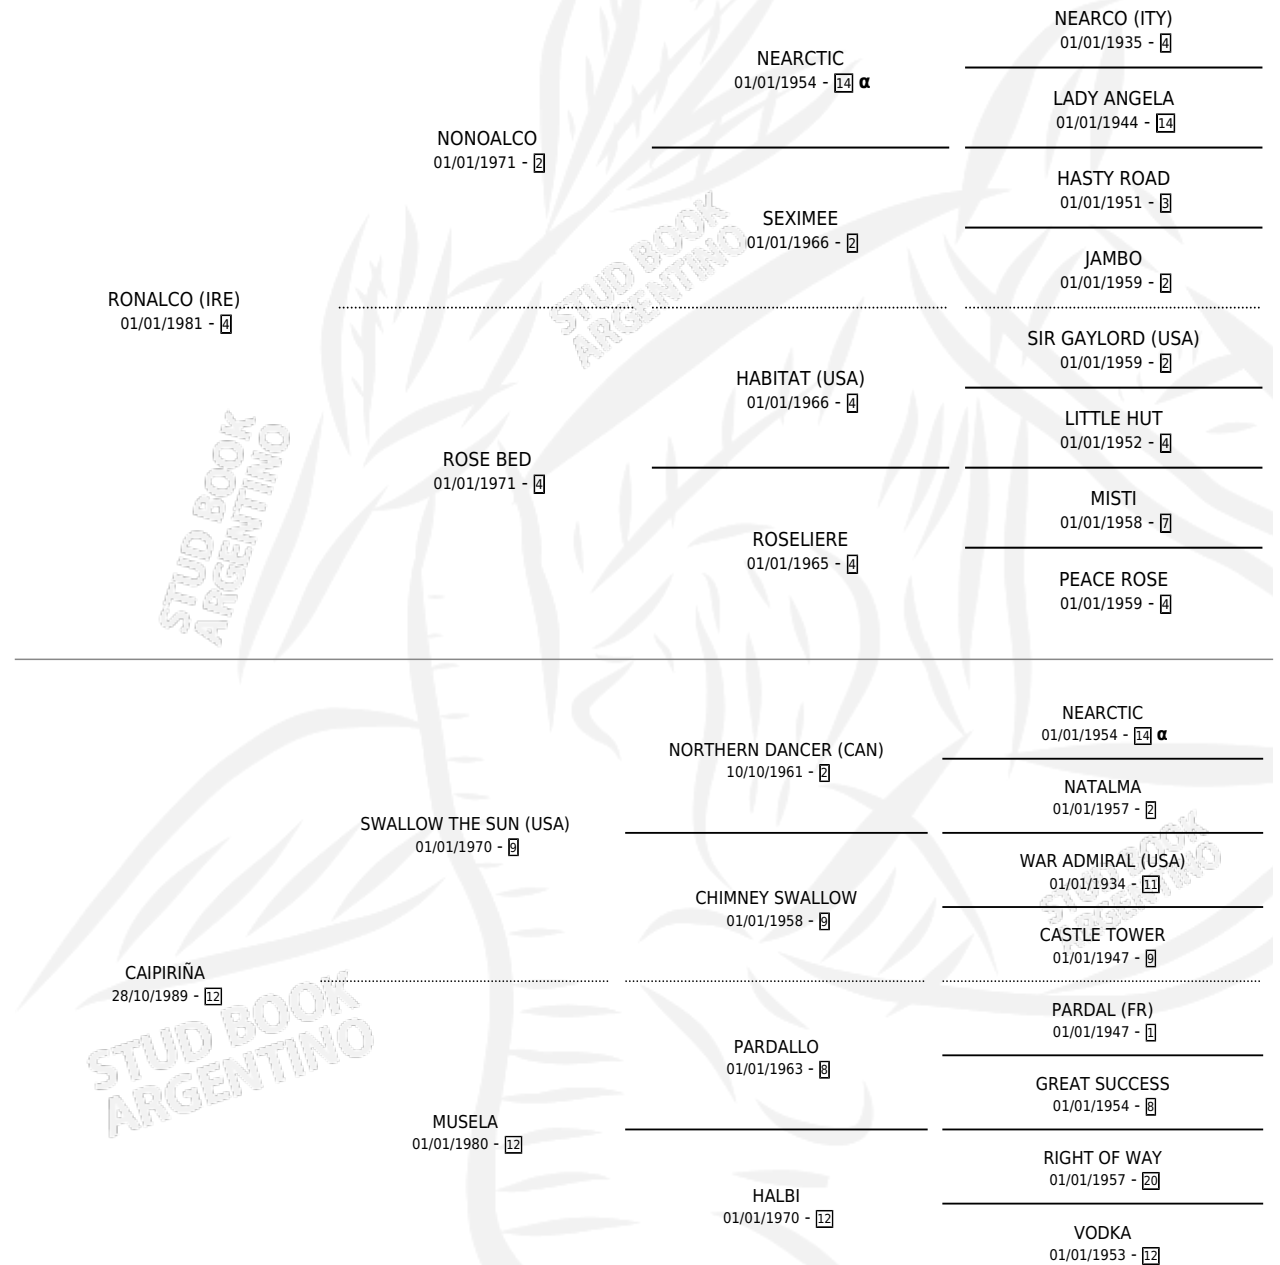 NEARCO (ITY)
01/01/1935 - 4
NEARCTIC
01/01/1954 - 14 α
LADY ANGELA
01/01/1944 - 14
NONOALCO
01/01/1971 - 2
HASTY ROAD
01/01/1951 - 3
SEXIMEE
01/01/1966 - 2
JAMBO
01/01/1959 - 2
RONALCO (IRE)
01/01/1981 - 4
SIR GAYLORD (USA)
01/01/1959 - 2
HABITAT (USA)
01/01/1966 - 4
LITTLE HUT
01/01/1952 - 4
ROSE BED
01/01/1971 - 4
MISTI
01/01/1958 - 7
ROSELIERE
01/01/1965 - 4
PEACE ROSE
01/01/1959 - 4
NEARCTIC
01/01/1954 - 14 α
NORTHERN DANCER (CAN)
10/10/1961 - 2
NATALMA
01/01/1957 - 2
SWALLOW THE SUN (USA)
01/01/1970 - 9
WAR ADMIRAL (USA)
01/01/1934 - 11
CHIMNEY SWALLOW
01/01/1958 - 9
CASTLE TOWER
01/01/1947 - 9
CAIPIRIÑA
28/10/1989 - 12
PARDAL (FR)
01/01/1947 - 1
PARDALLO
01/01/1963 - 8
GREAT SUCCESS
01/01/1954 - 8
MUSELA
01/01/1980 - 12
RIGHT OF WAY
01/01/1957 - 20
HALBI
01/01/1970 - 12
VODKA
01/01/1953 - 12
STUD BOOK
ARGENTINO
STUD BOOK
ARGENTINO
STUD BOOK
ARGENTINO
STUD BOOK
ARGENTINO